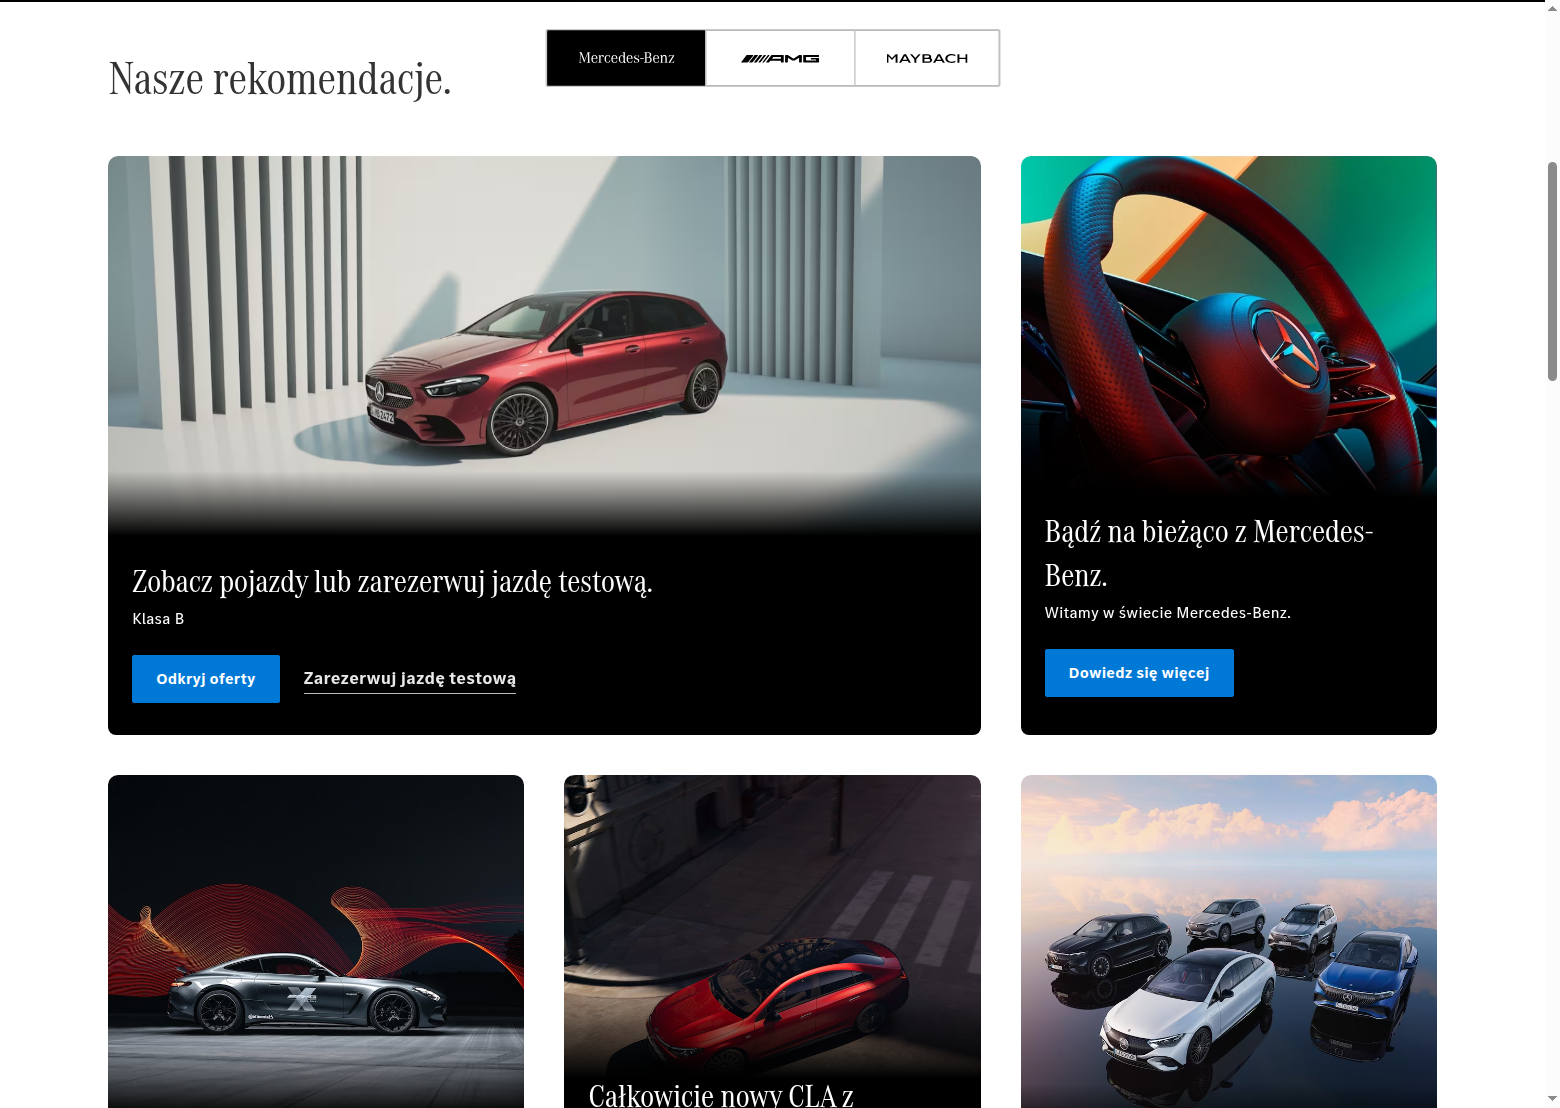 Nasze rekomendacje.
Mercedes-Benz
AMG
MAYBACH
Zobacz pojazdy lub zarezerwuj jazdę testową.
Klasa B
Odkryj oferty
Zarezerwuj jazdę testową
Bądź na bieżąco z Mercedes-
Benz.
Witamy w świecie Mercedes-Benz.
Dowiedz się więcej
Całkowicie nowy CLA z